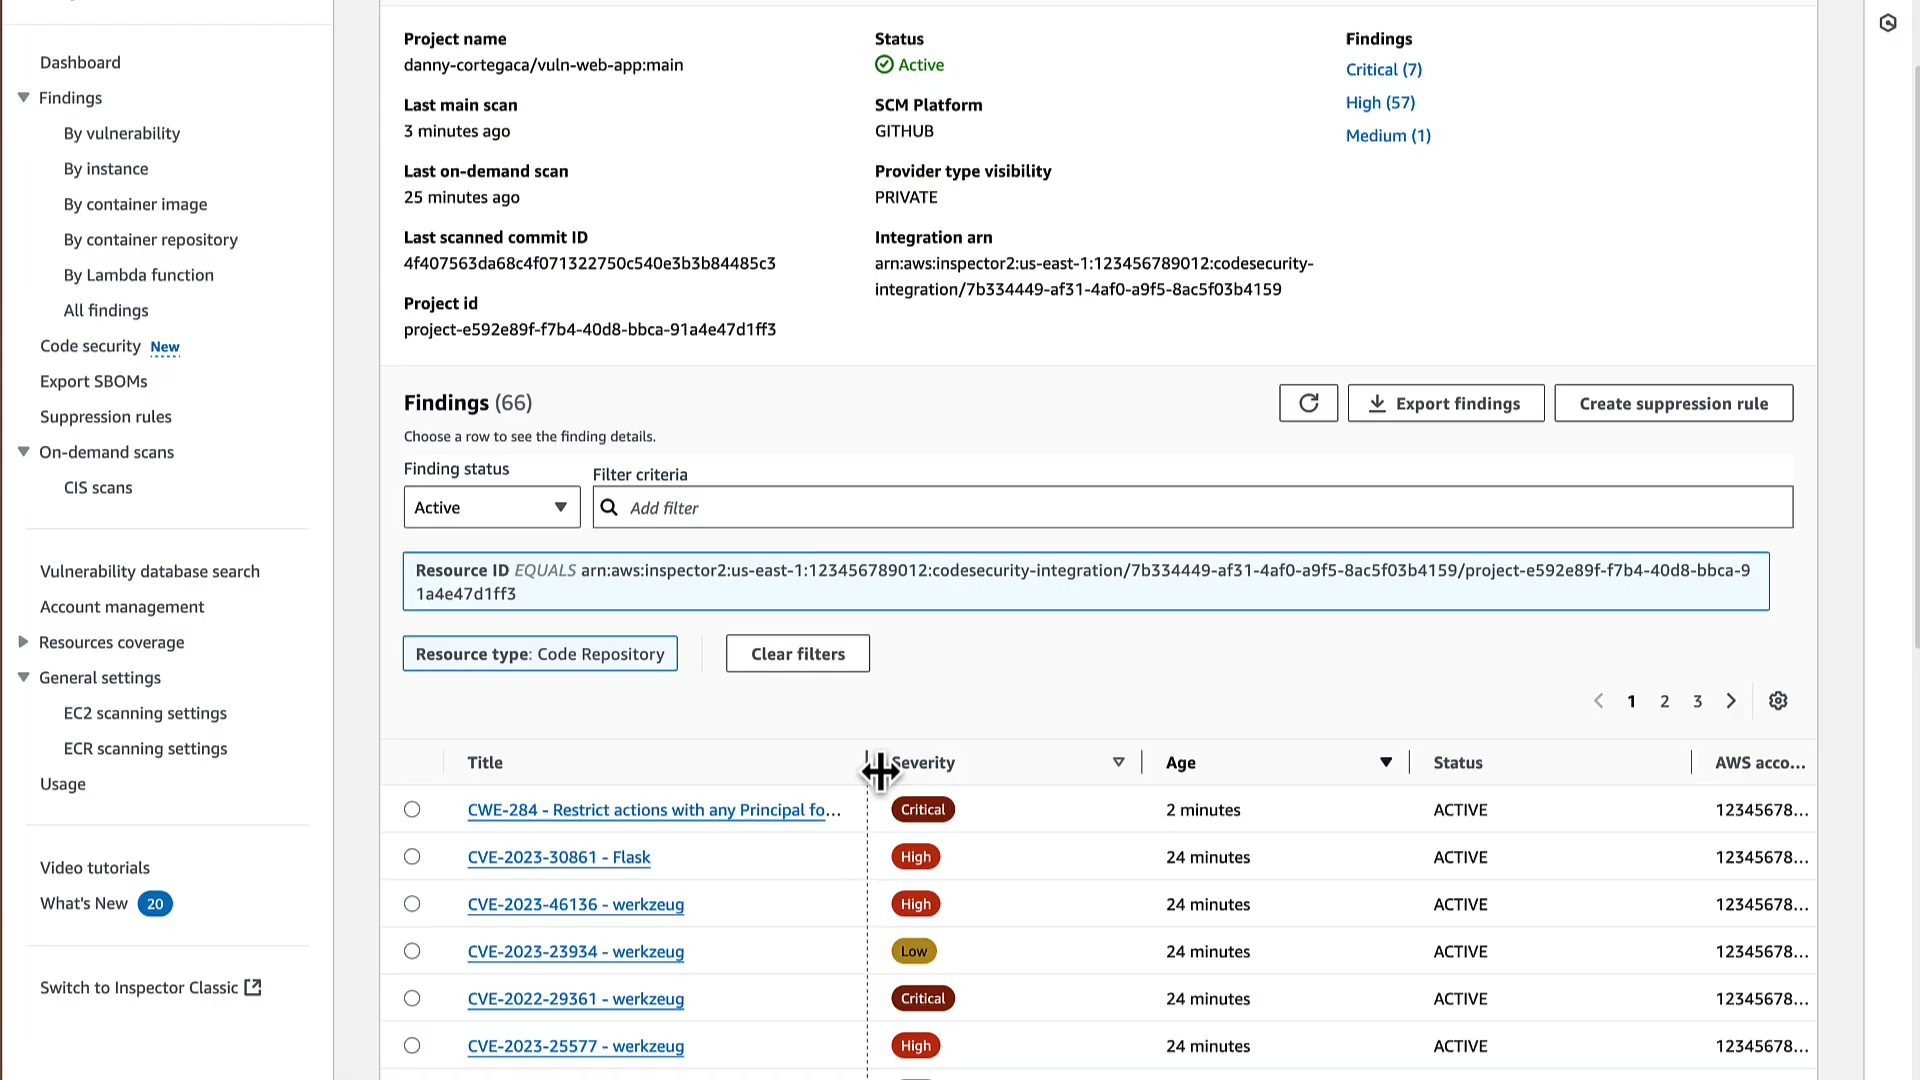 Dashboard
Findings
By vulnerability
By instance
By container image
By container repository
By Lambda function
All findings
Code security New
Export SBOMs
Suppression rules
On-demand scans
CIS scans
Vulnerability database search
Account management
Resources coverage
General settings
EC2 scanning settings
ECR scanning settings
Usage
Video tutorials
What's New 20
Switch to Inspector Classic
Project name
danny-cortegaca/vuln-web-app:main
Last main scan
3 minutes ago
Last on-demand scan
25 minutes ago
Last scanned commit ID
4f407563da68c4f071322750c540e3b3b84485c3
Project id
project-e592e89f-f7b4-40d8-bbca-91a4e47d1ff3
Status
Active
SCM Platform
GITHUB
Provider type visibility
PRIVATE
Integration arn
arn:aws:inspector2:us-east-1:123456789012:codesecurity-
integration/7b334449-af31-4af0-a9f5-8ac5f03b4159
Findings
Critical (7)
High (57)
Medium (1)
Findings (66)
Export findings
Create suppression rule
Choose a row to see the finding details.
Finding status
Filter criteria
Active
Add filter
Resource ID EQUALS arn:aws:inspector2:us-east-1:123456789012:codesecurity-integration/7b334449-af31-4af0-a9f5-8ac5f03b4159/project-e592e89f-f7b4-40d8-bbca-9
1a4e47d1ff3
Resource type: Code Repository
Clear filters
1 2 3
Title Severity Age Status AWS acco...
CWE-284 - Restrict actions with any Principal fo... Critical 2 minutes ACTIVE 12345678...
CVE-2023-30861 - Flask High 24 minutes ACTIVE 12345678...
CVE-2023-46136 - werkzeug High 24 minutes ACTIVE 12345678...
CVE-2023-23934 - werkzeug Low 24 minutes ACTIVE 12345678...
CVE-2022-29361 - werkzeug Critical 24 minutes ACTIVE 12345678...
CVE-2023-25577 - werkzeug High 24 minutes ACTIVE 12345678...